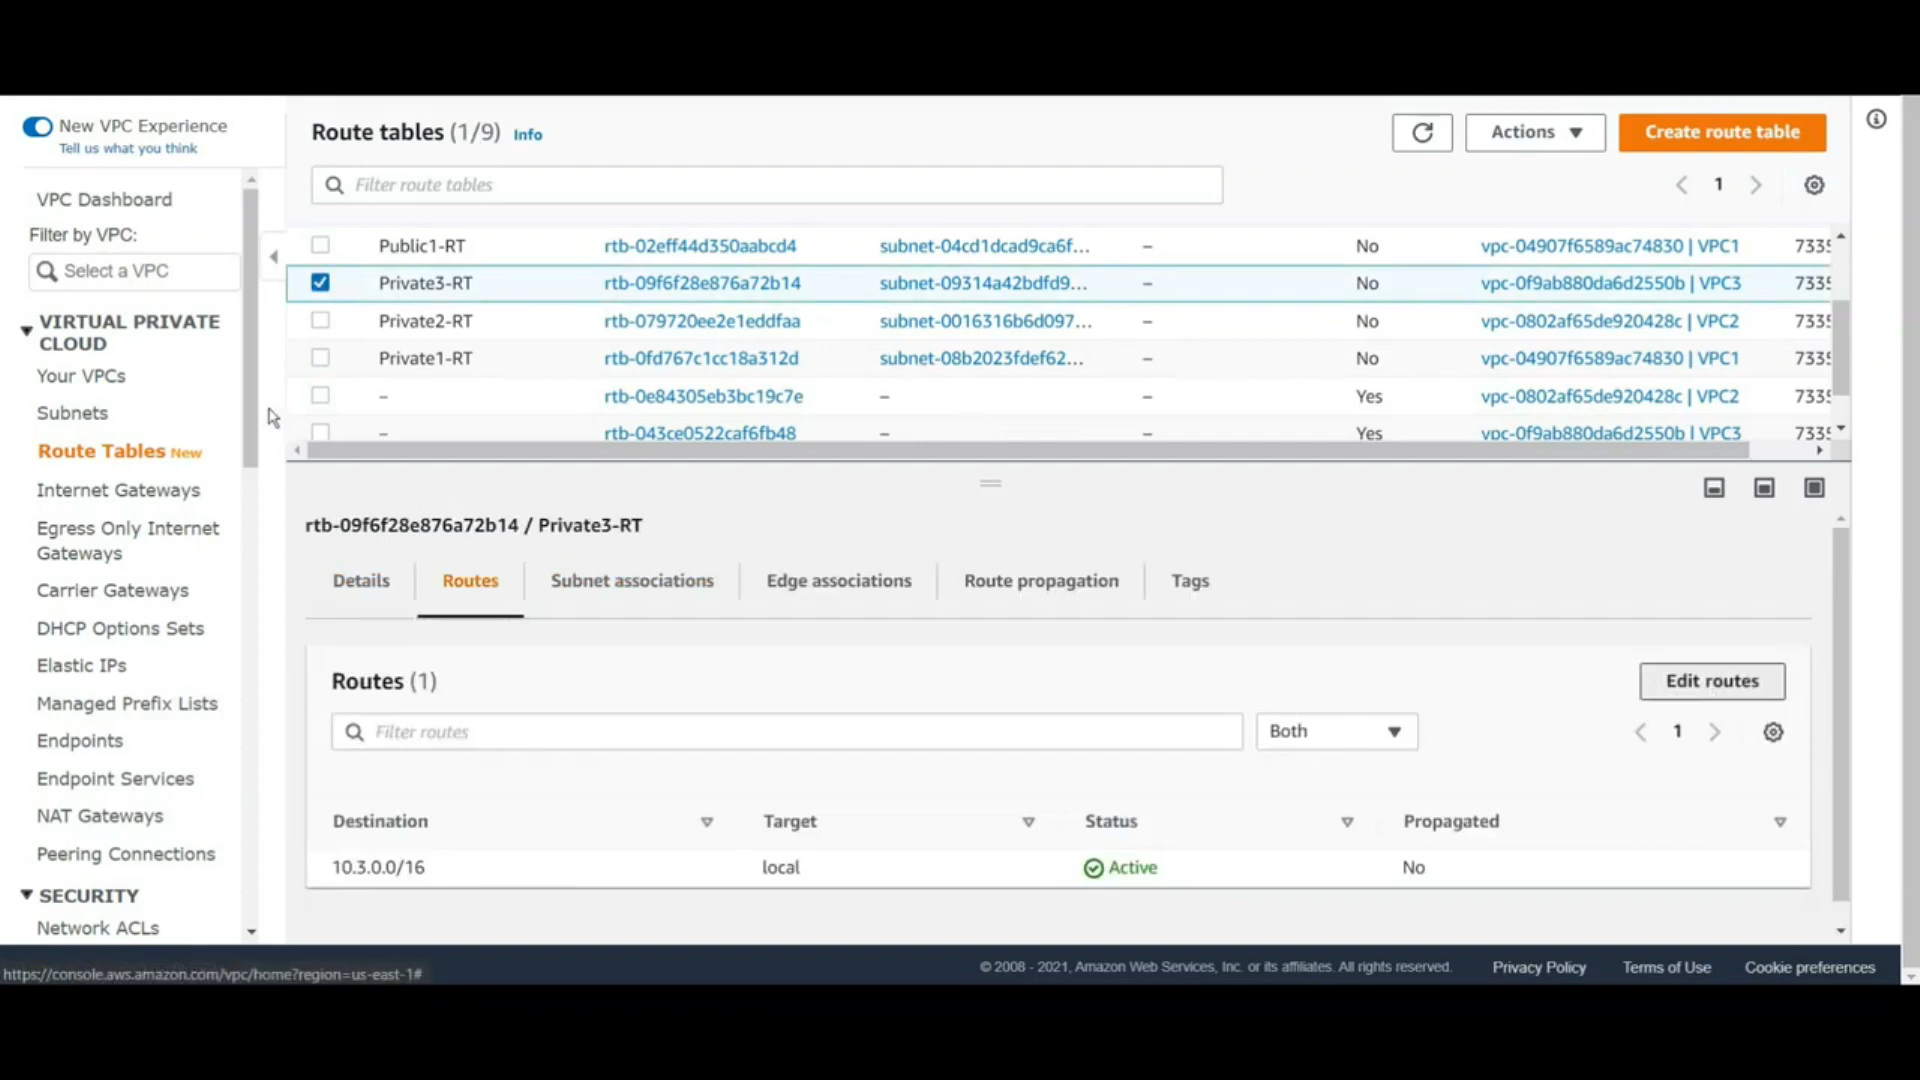 New VPC Experience
Tell us what you think
VPC Dashboard
Filter by VPC:
Select a VPC
VIRTUAL PRIVATE
CLOUD
Your VPCs
Subnets
Route Tables New
Internet Gateways
Egress Only Internet
Gateways
Carrier Gateways
DHCP Options Sets
Elastic IPs
Managed Prefix Lists
Endpoints
Endpoint Services
NAT Gateways
Peering Connections
SECURITY
Network ACLs
Route tables (1/9) Info
Actions
Create route table
Filter route tables
1
Public1-RT rtb-02eff44d350aabcd4 subnet-04cd1dcad9ca6f... – No vpc-04907f6589ac74830 | VPC1 7335
Private3-RT rtb-09f6f28e876a72b14 subnet-09314a42bdfd9... – No vpc-0f9ab880da6d2550b | VPC3 7335
Private2-RT rtb-079720ee2e1eddfaa subnet-0016316b6d097... – No vpc-0802af65de920428c | VPC2 7335
Private1-RT rtb-0fd767c1cc18a312d subnet-08b2023fdef62... – No vpc-04907f6589ac74830 | VPC1 7335
– rtb-0e84305eb3bc19c7e – – Yes vpc-0802af65de920428c | VPC2 7335
– rtb-043ce0522caf6fb48 – – Yes vpc-0f9ab880da6d2550b | VPC3 7335
rtb-09f6f28e876a72b14 / Private3-RT
Details Routes Subnet associations Edge associations Route propagation Tags
Routes (1)
Edit routes
Filter routes
Both
1
Destination Target Status Propagated
10.3.0.0/16 local Active No
https://console.aws.amazon.com/vpc/home?region=us-east-1#
© 2008 - 2021, Amazon Web Services, Inc. or its affiliates. All rights reserved. Privacy Policy Terms of Use Cookie preferences